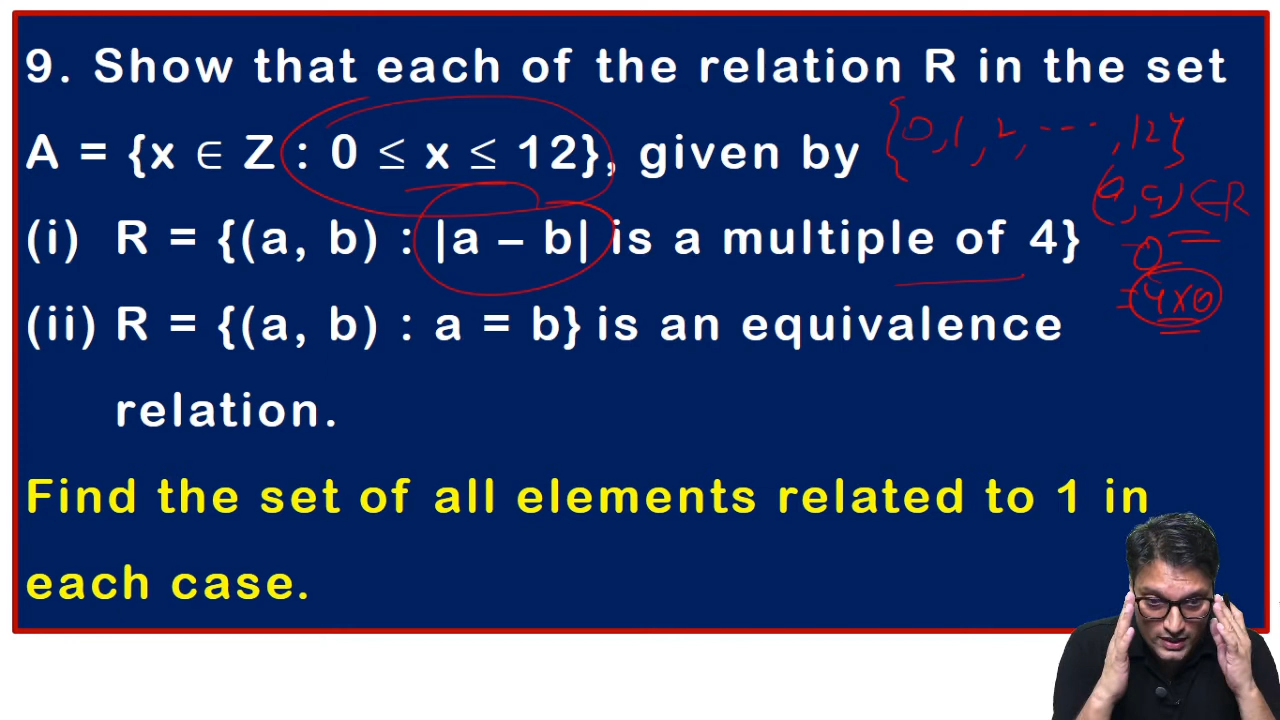 9. Show that each of the relation R in the set
A = {x ∈ Z : 0 ≤ x ≤ 12}, given by
{0, 1, 2, ----, 12}
(a, a) ∈ R
(i) R = {(a, b) : |a – b| is a multiple of 4}
0
= 4×0
(ii) R = {(a, b) : a = b} is an equivalence
relation.
Find the set of all elements related to 1 in
each case.